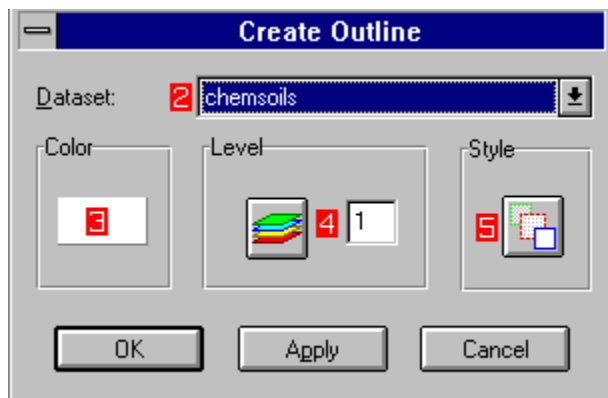 Create Outline
Dataset: 2 chemsoils
Color Level Style
3 4 1 5
OK Apply Cancel